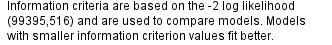 Information criteria are based on the -2 log likelihood
(99395,516) and are used to compare models. Models
with smaller information criterion values fit better.